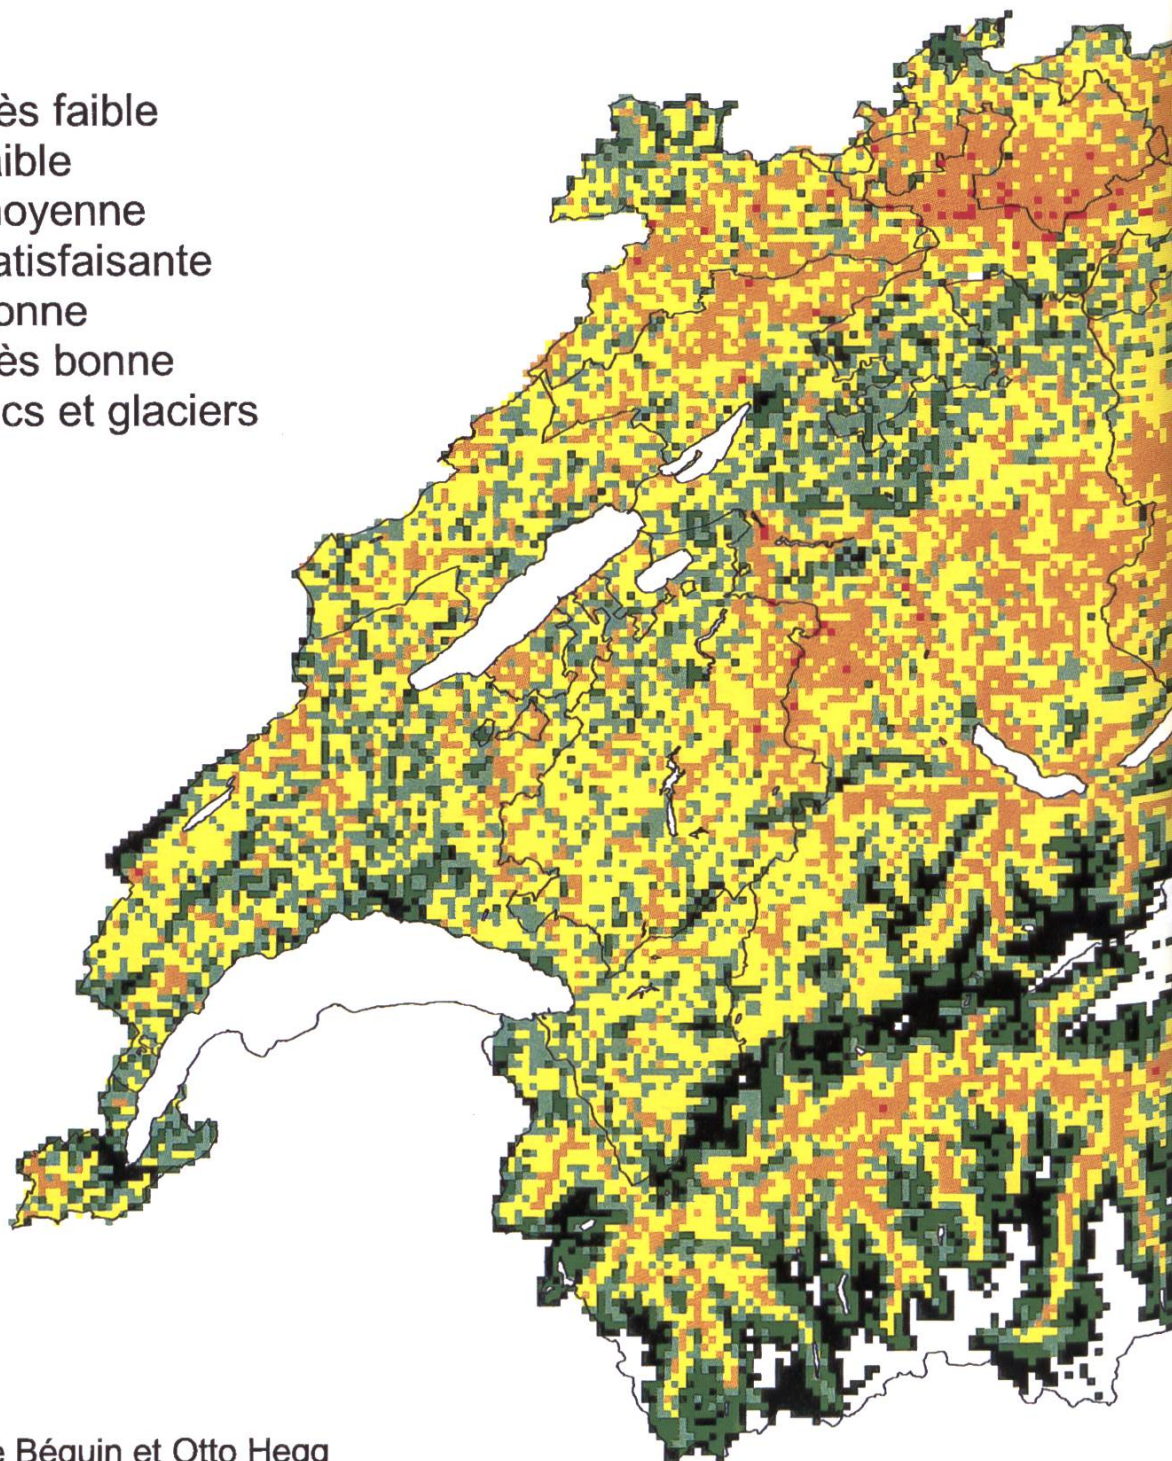 ès faible
ible
oyenne
atisfaisante
onne
ès bonne
cs et glaciers
e Béguin et Otto Hegg